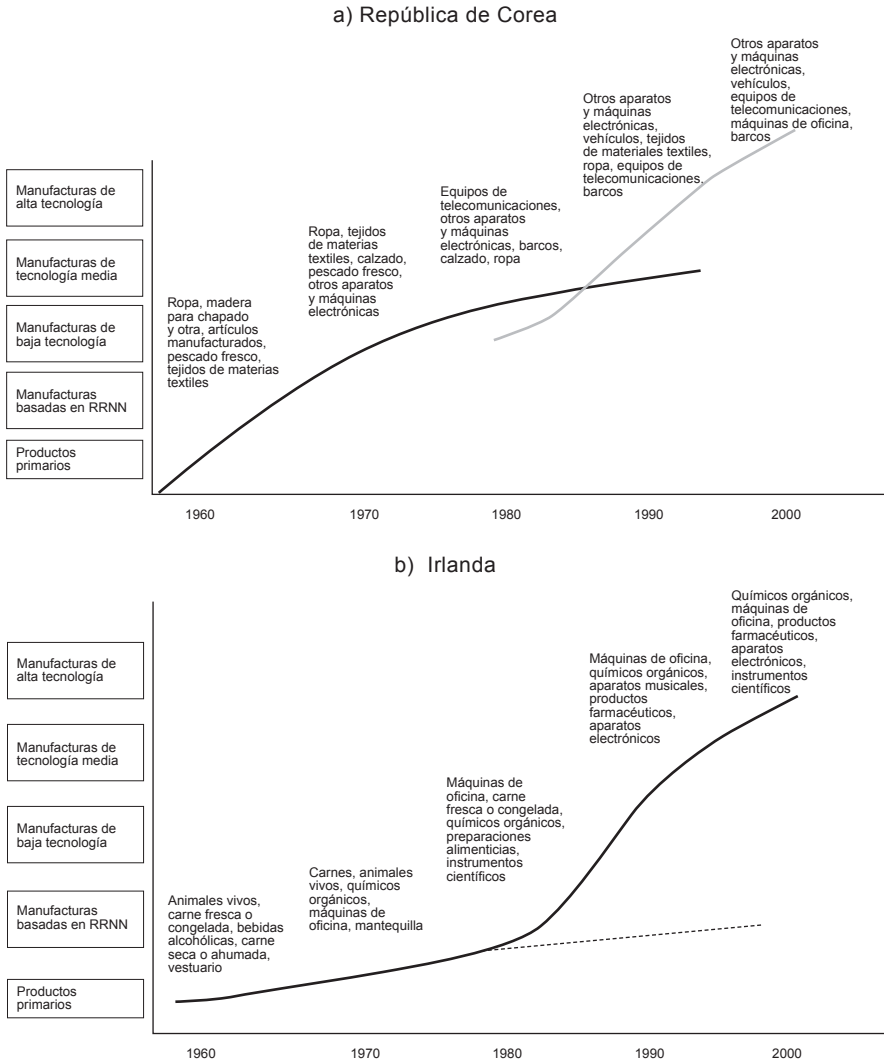 a) República de Corea
Otros aparatos
y máquinas
electrónicas,
vehículos,
equipos de
telecomunicaciones,
máquinas de oficina,
barcos
Otros aparatos
y máquinas
electrónicas,
vehículos, tejidos
de materiales textiles,
ropa, equipos de
telecomunicaciones,
barcos
Equipos de
telecomunicaciones,
otros aparatos
y máquinas
electrónicas, barcos,
calzado, ropa
Ropa, tejidos
de materias
textiles, calzado,
pescado fresco,
otros aparatos
y máquinas
electrónicas
Ropa, madera
para chapado
y otra, artículos
manufacturados,
pescado fresco,
tejidos de materias
textiles
Manufacturas de
alta tecnología
Manufacturas de
tecnología media
Manufacturas de
baja tecnología
Manufacturas
basadas en RRNN
Productos
primarios
1960
1970
1980
1990
2000
b) Irlanda
Químicos orgánicos,
máquinas de
oficina, productos
farmacéuticos,
aparatos
electrónicos,
instrumentos
científicos
Máquinas de oficina,
químicos orgánicos,
aparatos musicales,
productos
farmacéuticos,
aparatos
electrónicos
Máquinas de
oficina, carne
fresca o congelada,
químicos orgánicos,
preparaciones
alimenticias,
instrumentos
científicos
Carnes, animales
vivos, químicos
orgánicos,
máquinas de
oficina, mantequilla
Animales vivos,
carne fresca o
congelada, bebidas
alcohólicas, carne
seca o ahumada,
vestuario
Manufacturas de
alta tecnología
Manufacturas de
tecnología media
Manufacturas de
baja tecnología
Manufacturas
basadas en RRNN
Productos
primarios
1960
1970
1980
1990
2000